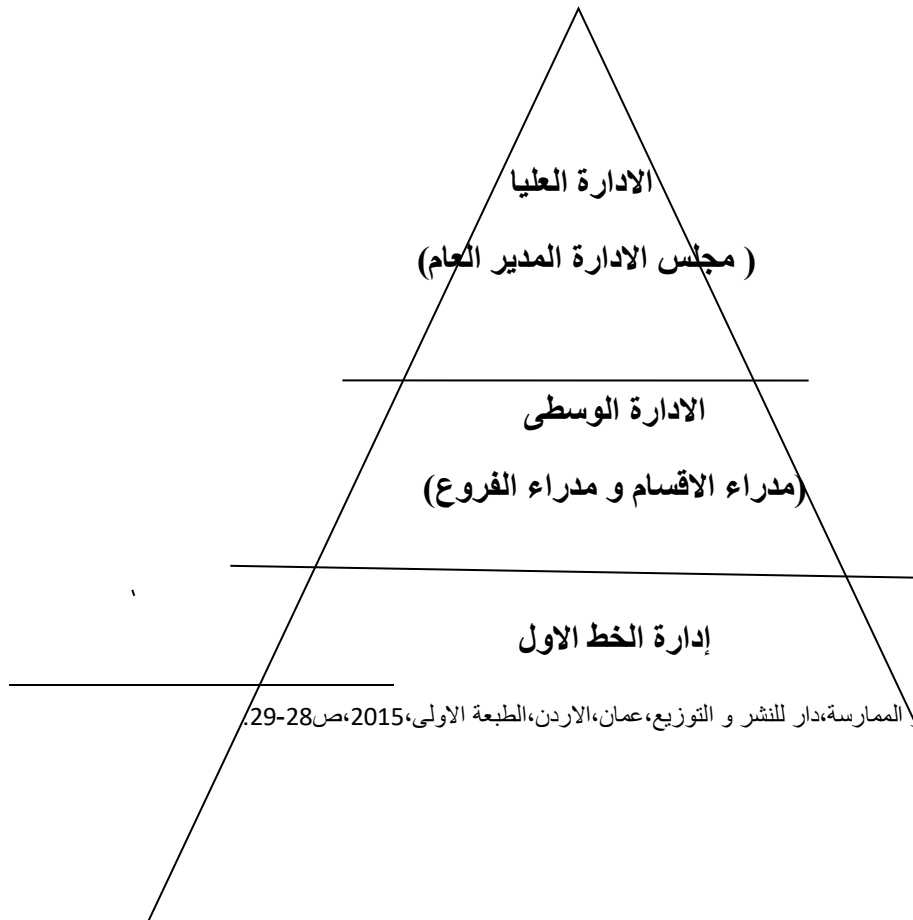 الادارة العليا
( مجلس الادارة المدير العام)
الادارة الوسطى
(مدراء الاقسام و مدراء الفروع)
إدارة الخط الاول
الممارسة،دار للنشر و التوزيع،عمان،الاردن،الطبعة الاولى،2015،ص28-29.